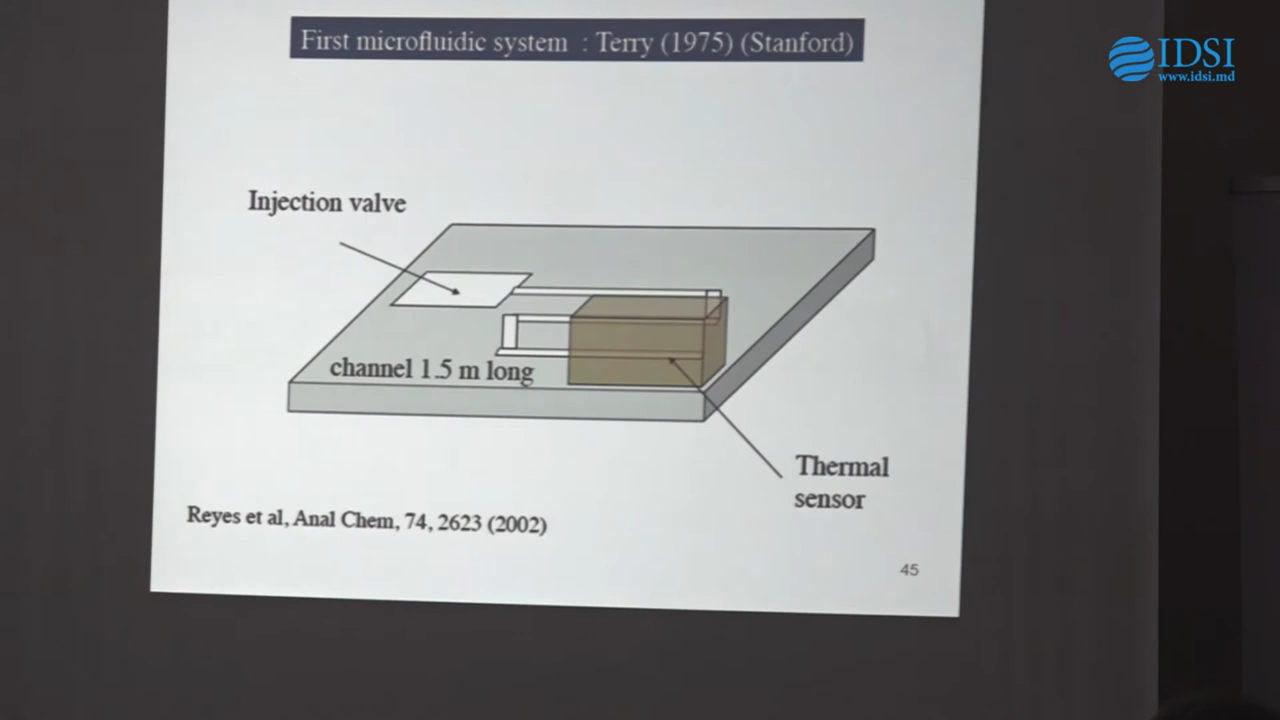 First microfluidic system : Terry (1975) (Stanford)
IDSI
www.idsi.md
Injection valve
channel 1.5 m long
Thermal
sensor
Reyes et al, Anal Chem, 74, 2623 (2002)
45